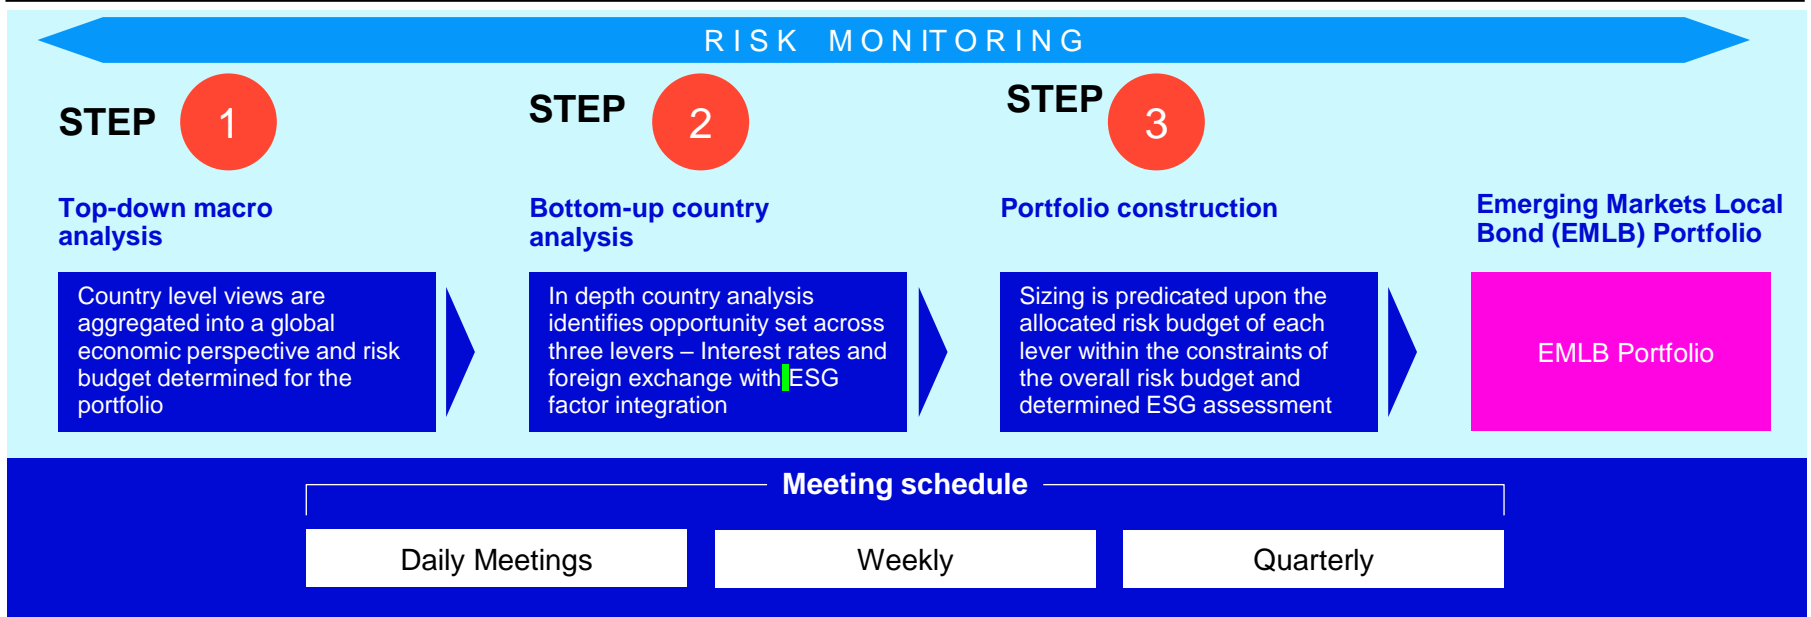 RISK MONITORING
STEP 1
Top-down macro
analysis
Country level views are
aggregated into a global
economic perspective and risk
budget determined for the
portfolio
STEP 2
Bottom-up country
analysis
In depth country analysis
identifies opportunity set across
three levers – Interest rates and
foreign exchange with ESG
factor integration
STEP 3
Portfolio construction
Sizing is predicated upon the
allocated risk budget of each
lever within the constraints of
the overall risk budget and
determined ESG assessment
Emerging Markets Local
Bond (EMLB) Portfolio
EMLB Portfolio
Meeting schedule
Daily Meetings
Weekly
Quarterly